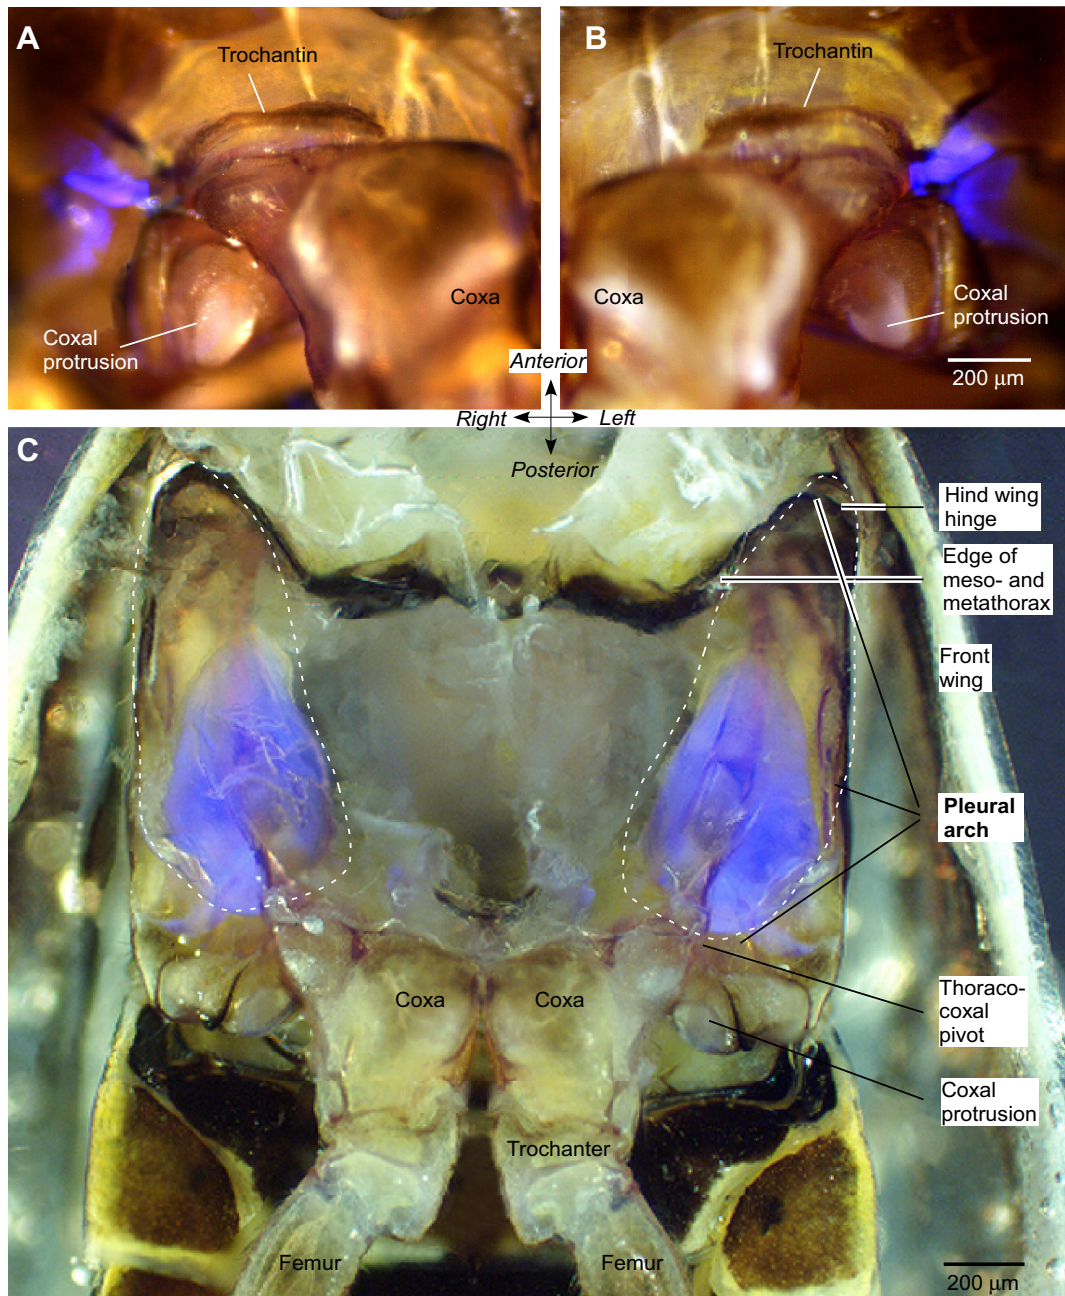 A
Trochantin
Coxa
Coxal
protrusion
B
Trochantin
Coxa
Coxal
protrusion
200 μm
Anterior
Right
Left
Posterior
C
Hind wing
hinge
Edge of
meso- and
metathorax
Front
wing
Pleural
arch
Coxa
Coxa
Thoraco-
coxal
pivot
Coxal
protrusion
Trochanter
Femur
Femur
200 μm